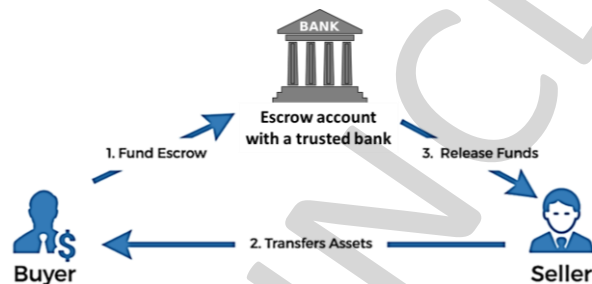 BANK
Escrow account
with a trusted bank
1. Fund Escrow
3. Release Funds
$
2. Transfers Assets
Buyer
Seller